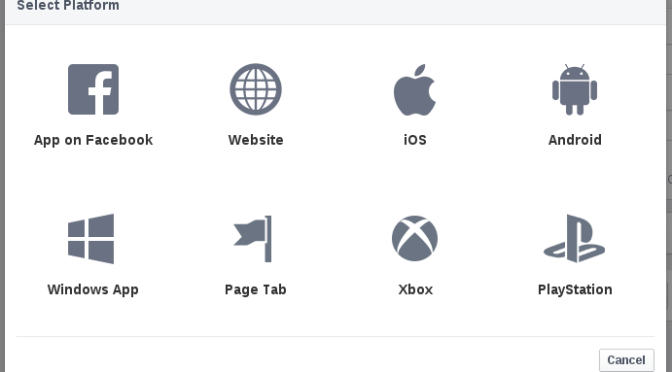 Select Platform
App on Facebook
Website
iOS
Android
Windows App
Page Tab
Xbox
PlayStation
Cancel